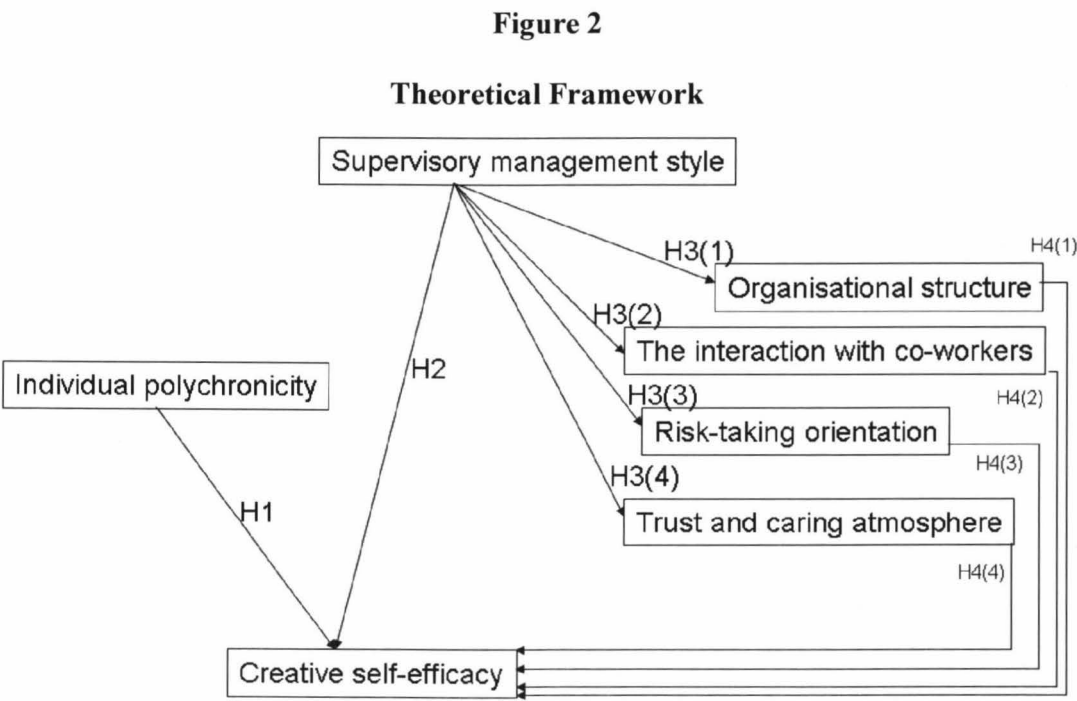 Figure 2
Theoretical Framework
Supervisory management style
H3(1)
H4(1)
Organisational structure
H3(2)
The interaction with co-workers
H2
Individual polychronicity
H3(3)
H4(2)
Risk-taking orientation
H4(3)
H3(4)
H1
Trust and caring atmosphere
H4(4)
Creative self-efficacy